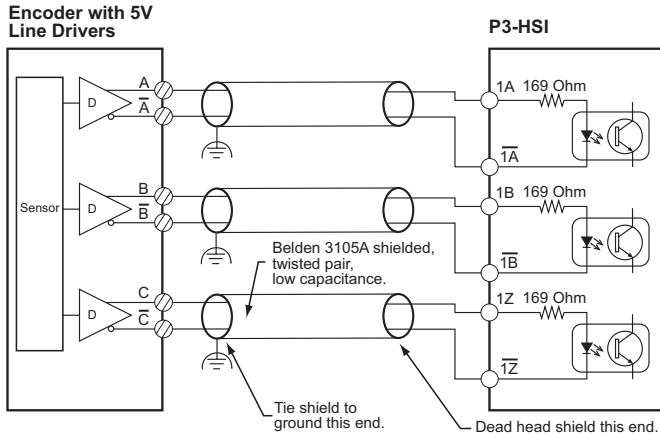 Encoder with 5V
Line Drivers
P3-HSI
Sensor
D
A
A̅
1A 169 Ohm
1A̅
D
B
B̅
1B 169 Ohm
1B̅
Belden 3105A shielded,
twisted pair,
low capacitance.
D
C
C̅
1Z 169 Ohm
1Z̅
Tie shield to
ground this end.
Dead head shield this end.